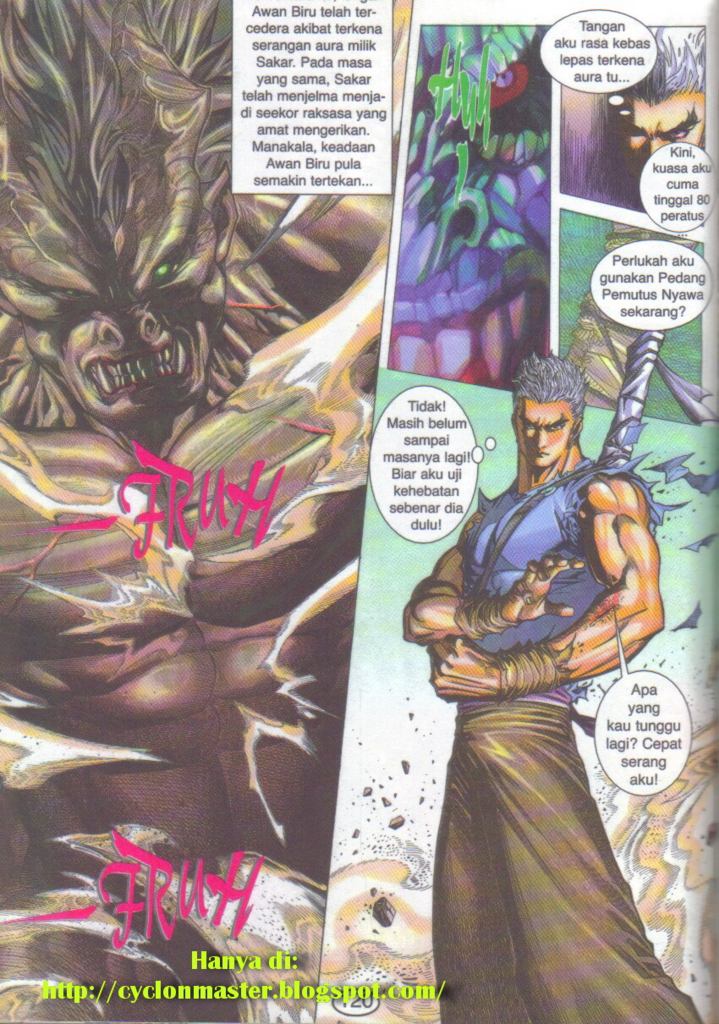 Awan Biru telah ter-
cedera akibat terkena
serangan aura milik
Sakar. Pada masa
yang sama, Sakar
telah menjelma menja-
di seekor raksasa yang
amat mengerikan.
Manakala, keadaan
Awan Biru pula
semakin tertekan...
Huh
!
Tangan
aku rasa kebas
lepas terkena
aura tu...
Kini,
kuasa aku
cuma
tinggal 80
peratus
...
Perlukah aku
gunakan Pedang
Pemutus Nyawa
sekarang?
Tidak!
Masih belum
sampai
masanya lagi!
Biar aku uji
kehebatan
sebenar dia
dulu!
FRUH
Apa
yang
kau tunggu
lagi? Cepat
serang
aku!
FRUH
Hanya di:
http://cyclonmaster.blogspot.com/
20